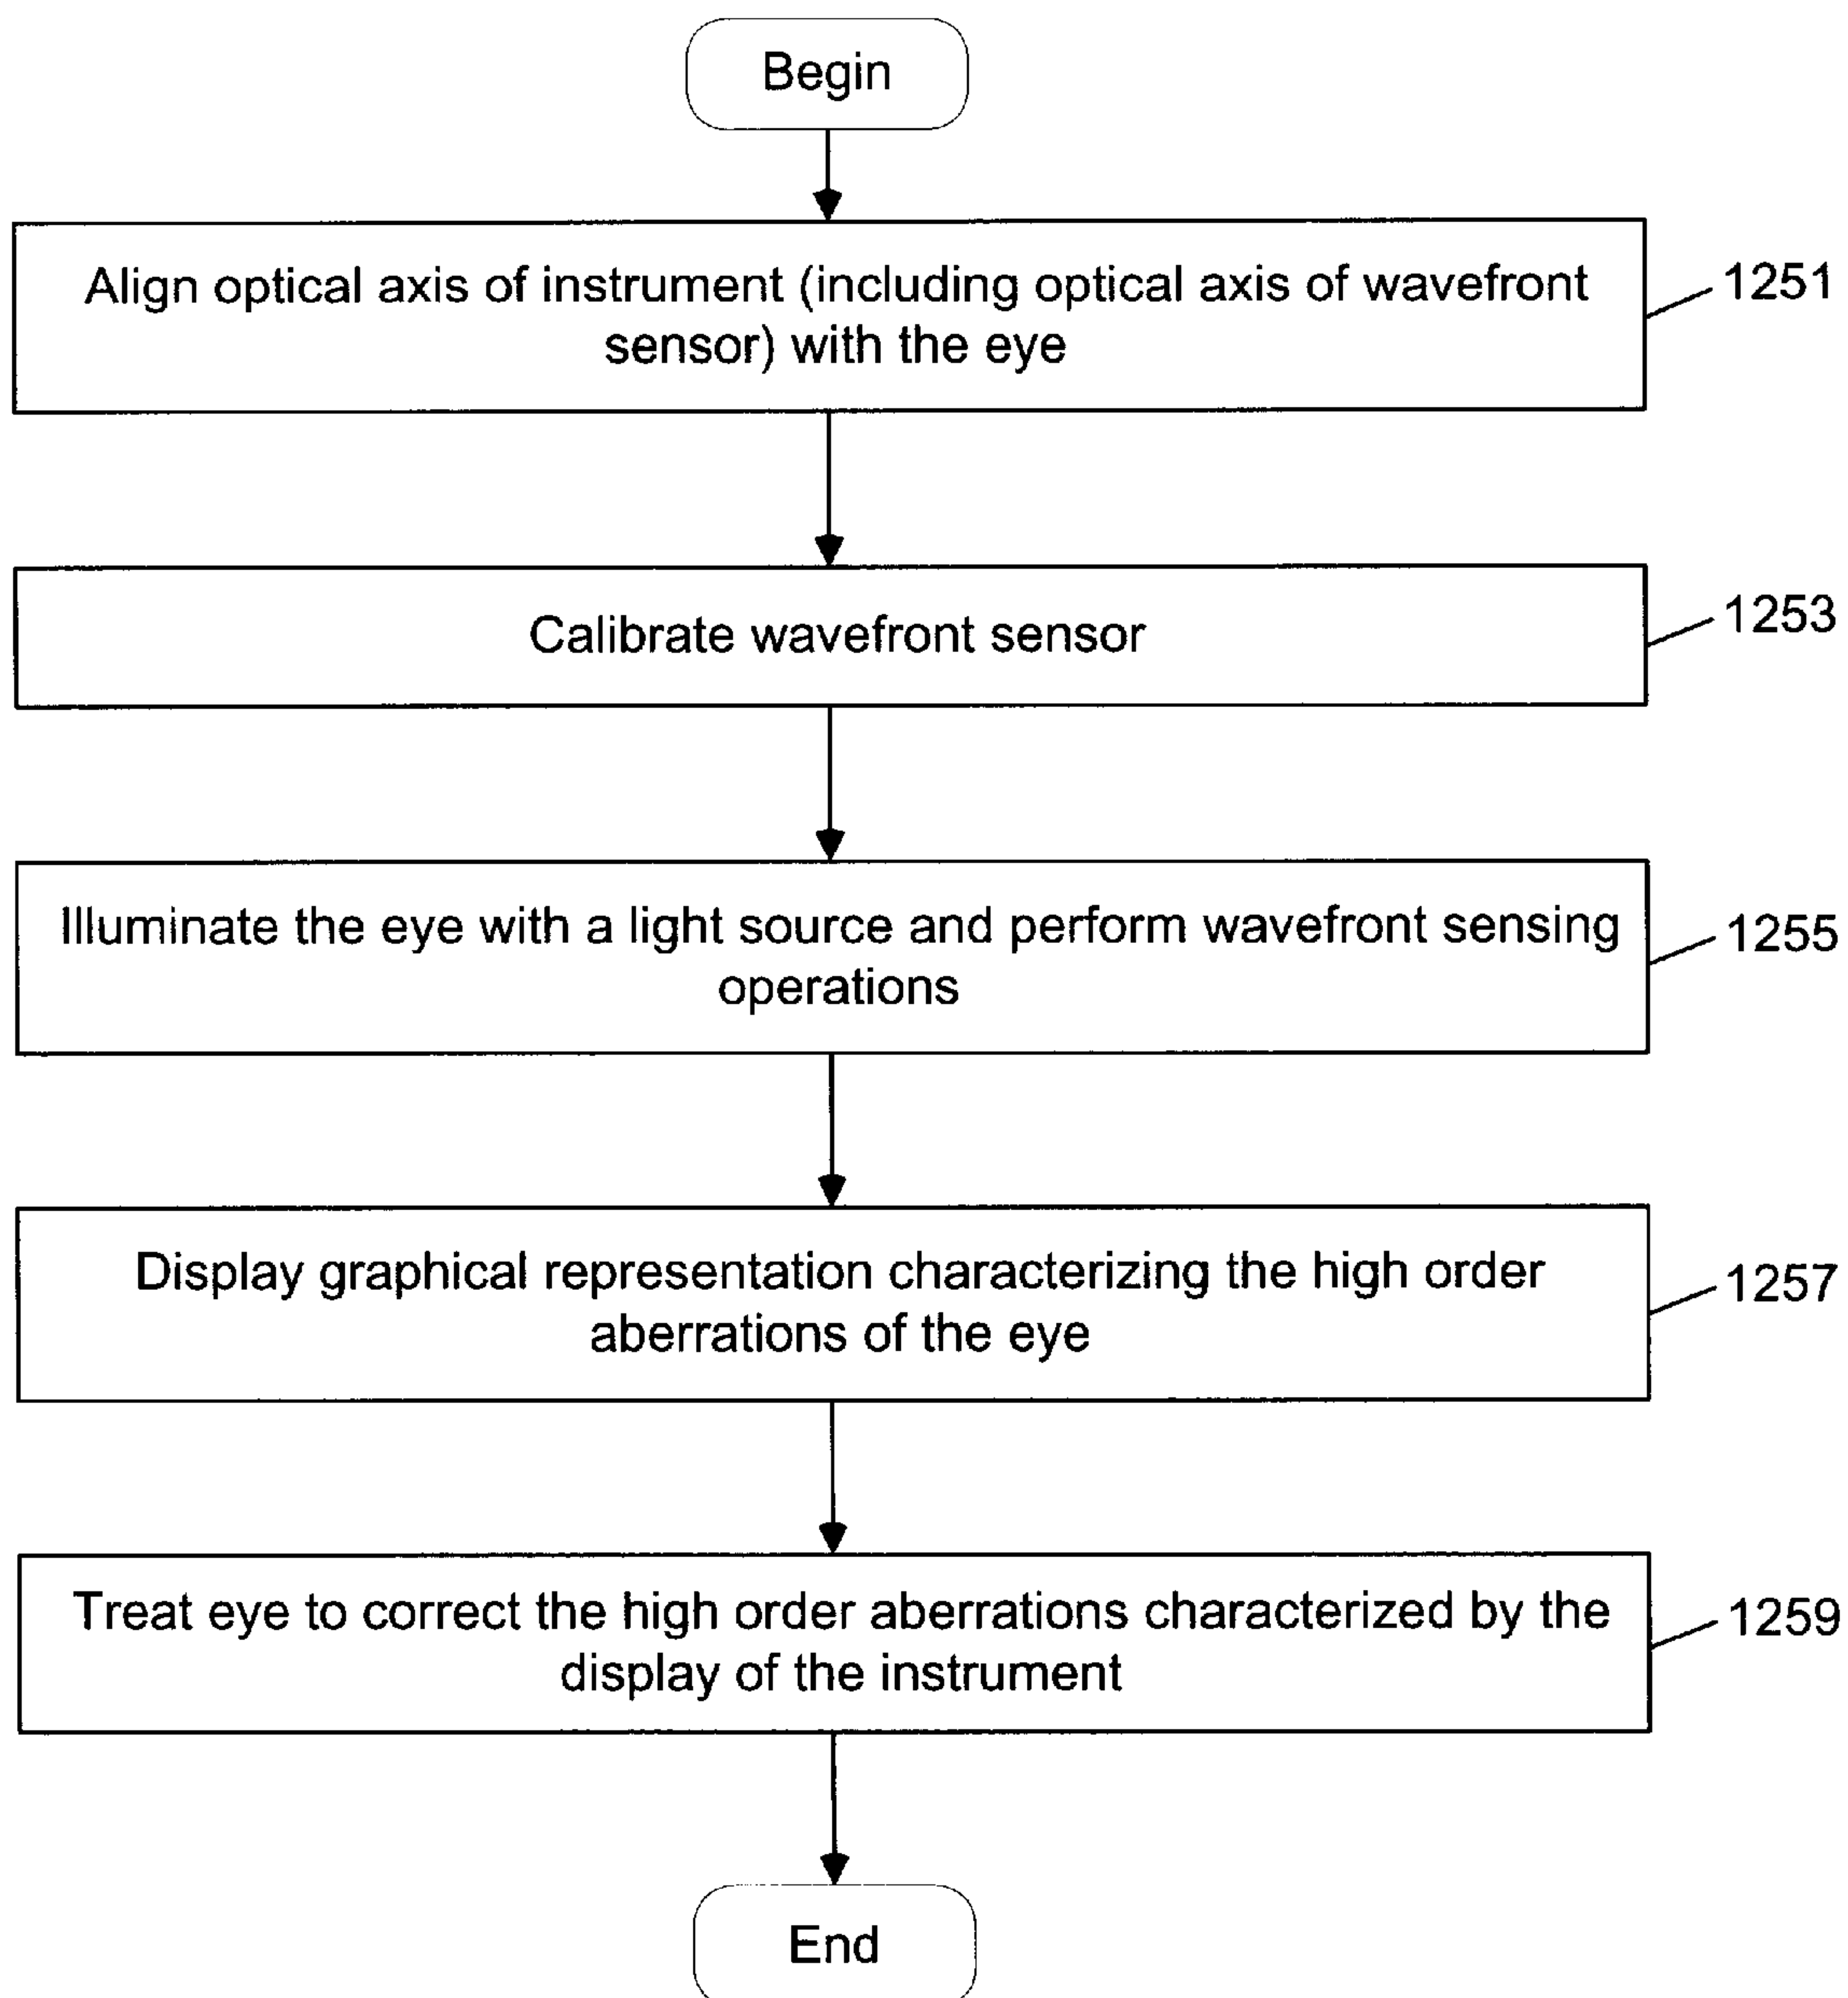 Begin
Align optical axis of instrument (including optical axis of wavefront
sensor) with the eye
1251
Calibrate wavefront sensor
1253
Illuminate the eye with a light source and perform wavefront sensing
operations
1255
Display graphical representation characterizing the high order
aberrations of the eye
1257
Treat eye to correct the high order aberrations characterized by the
display of the instrument
1259
End